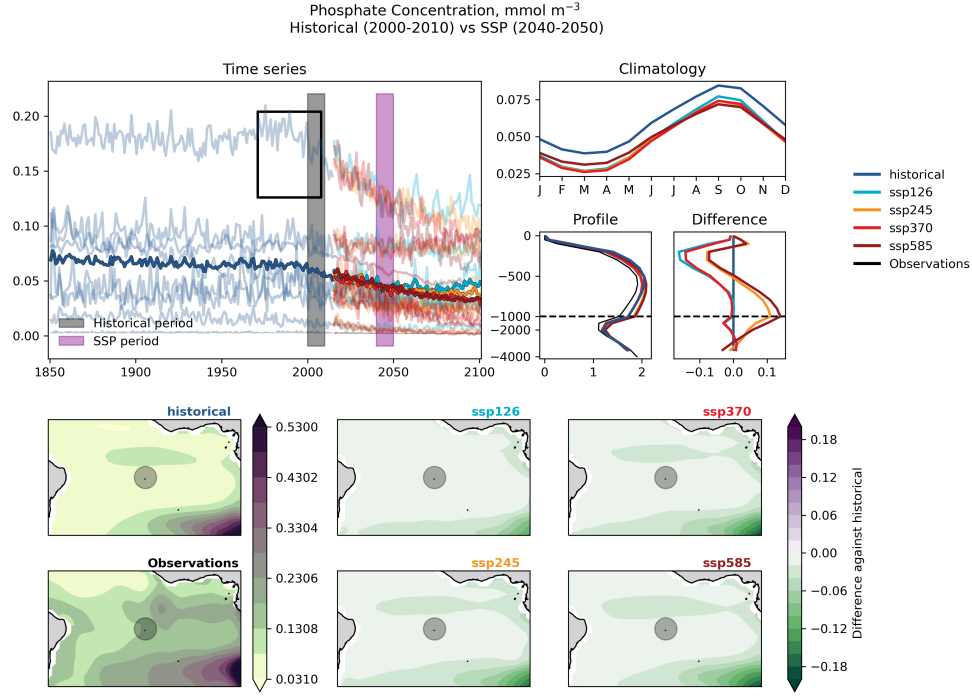 Phosphate Concentration, mmol m⁻³
Historical (2000-2010) vs SSP (2040-2050)
Time series
0.20
0.15
0.10
0.05
0.00
Historical period
SSP period
1850
1900
1950
2000
2050
2100
Climatology
0.075
0.050
0.025
J
F
M
A
M
J
J
A
S
O
N
D
Profile
0
−500
−1000
−2000
−4000
0
1
2
Difference
−0.1
0.0
0.1
historical
ssp126
ssp245
ssp370
ssp585
Observations
historical
Observations
0.5300
0.4302
0.3304
0.2306
0.1308
0.0310
ssp126
ssp370
ssp245
ssp585
0.18
0.12
0.06
0.00
−0.06
−0.12
−0.18
Difference against historical